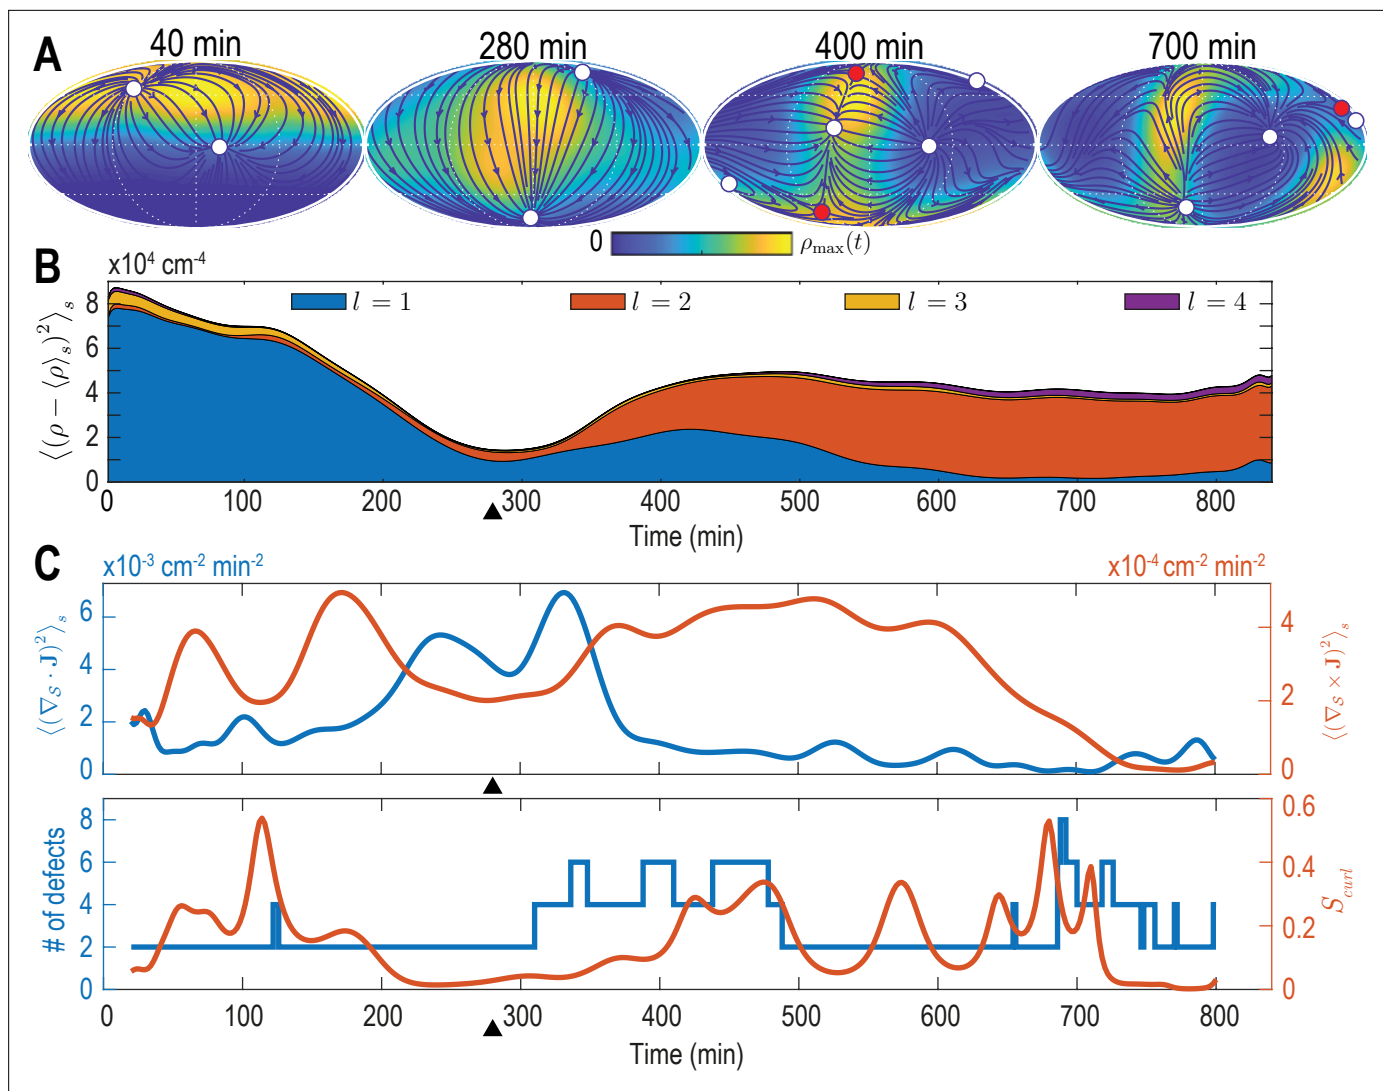 A
40 min
280 min
400 min
700 min
0
ρmax(t)
B
x10⁴ cm⁻⁴
l = 1
l = 2
l = 3
l = 4
⟨(ρ − ⟨ρ⟩ₛ)²⟩ₛ
8
6
4
2
0
0 100 200 300 400 500 600 700 800
Time (min)
C
x10⁻³ cm⁻² min⁻²
x10⁻⁴ cm⁻² min⁻²
⟨(∇𝒮 · J)²⟩ₛ
6
4
2
0
4
2
0
⟨(∇𝒮 × J)²⟩ₛ
# of defects
8
6
4
2
0
0.6
0.4
0.2
0
Scurl
0 100 200 300 400 500 600 700 800
Time (min)